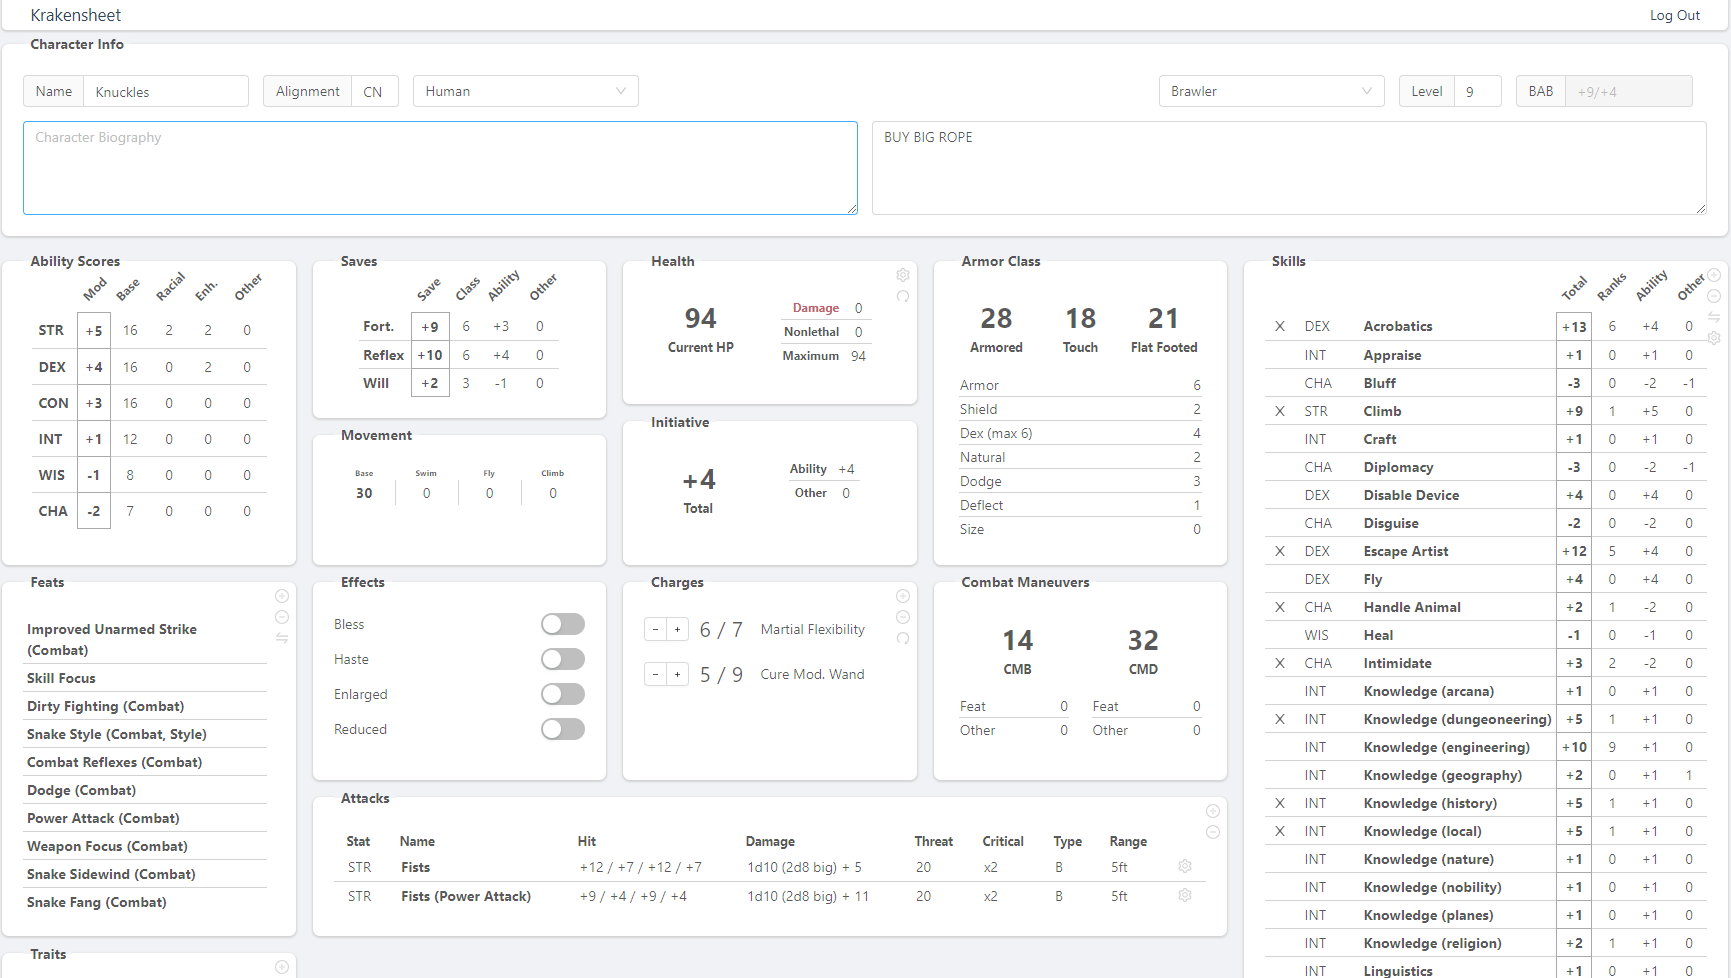 Krakensheet Log Out
Character Info
Name Knuckles Alignment CN Human Brawler Level 9 BAB +9/+4
Character Biography BUY BIG ROPE
Ability Scores
Mod Base Racial Enh. Other
STR +5 16 2 2 0
DEX +4 16 0 2 0
CON +3 16 0 0 0
INT +1 12 0 0 0
WIS -1 8 0 0 0
CHA -2 7 0 0 0
Saves
Save Class Ability Other
Fort. +9 6 +3 0
Reflex +10 6 +4 0
Will +2 3 -1 0
Movement
Base Swim Fly Climb
30 0 0 0
Health
94
Current HP
Damage 0
Nonlethal 0
Maximum 94
Initiative
+4
Total
Ability +4
Other 0
Armor Class
28 18 21
Armored Touch Flat Footed
Armor 6
Shield 2
Dex (max 6) 4
Natural 2
Dodge 3
Deflect 1
Size 0
Skills
Total Ranks Ability Other
X DEX Acrobatics +13 6 +4 0
INT Appraise +1 0 +1 0
CHA Bluff -3 0 -2 -1
X STR Climb +9 1 +5 0
INT Craft +1 0 +1 0
CHA Diplomacy -3 0 -2 -1
DEX Disable Device +4 0 +4 0
CHA Disguise -2 0 -2 0
X DEX Escape Artist +12 5 +4 0
DEX Fly +4 0 +4 0
X CHA Handle Animal +2 1 -2 0
WIS Heal -1 0 -1 0
X CHA Intimidate +3 2 -2 0
INT Knowledge (arcana) +1 0 +1 0
X INT Knowledge (dungeoneering) +5 1 +1 0
INT Knowledge (engineering) +10 9 +1 0
INT Knowledge (geography) +2 0 +1 1
X INT Knowledge (history) +5 1 +1 0
X INT Knowledge (local) +5 1 +1 0
INT Knowledge (nature) +1 0 +1 0
INT Knowledge (nobility) +1 0 +1 0
INT Knowledge (planes) +1 0 +1 0
INT Knowledge (religion) +2 1 +1 0
INT Linguistics +1 0 +1 0
Feats
Improved Unarmed Strike
(Combat)
Skill Focus
Dirty Fighting (Combat)
Snake Style (Combat, Style)
Combat Reflexes (Combat)
Dodge (Combat)
Power Attack (Combat)
Weapon Focus (Combat)
Snake Sidewind (Combat)
Snake Fang (Combat)
Effects
Bless
Haste
Enlarged
Reduced
Charges
- + 6 / 7 Martial Flexibility
- + 5 / 9 Cure Mod. Wand
Combat Maneuvers
14 32
CMB CMD
Feat 0 Feat 0
Other 0 Other 0
Attacks
Stat Name Hit Damage Threat Critical Type Range
STR Fists +12 / +7 / +12 / +7 1d10 (2d8 big) + 5 20 x2 B 5ft
STR Fists (Power Attack) +9 / +4 / +9 / +4 1d10 (2d8 big) + 11 20 x2 B 5ft
Traits